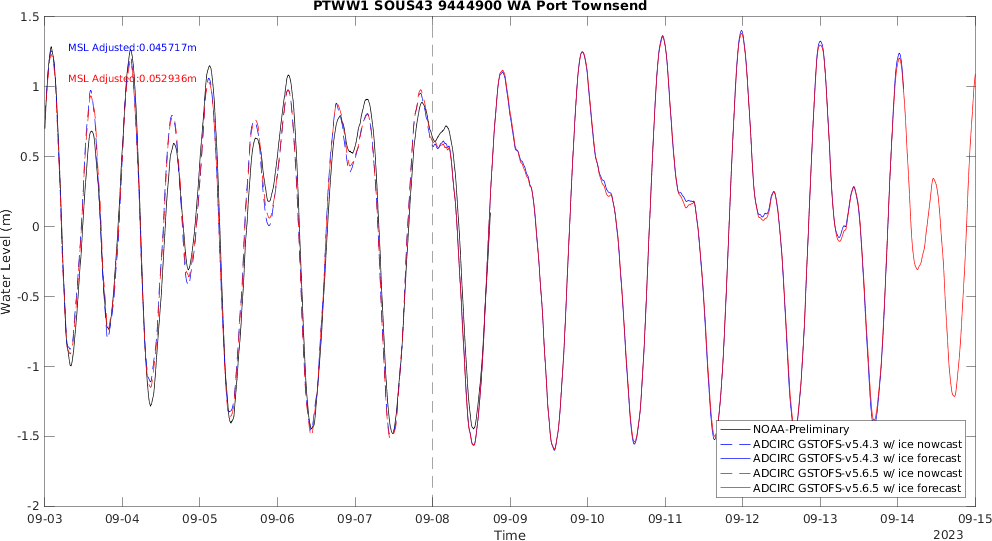 PTWW1 SOUS43 9444900 WA Port Townsend
MSL Adjusted:0.045717m
MSL Adjusted:0.052936m
Water Level (m)
1.5
1
0.5
0
-0.5
-1
-1.5
-2
NOAA-Preliminary
ADCIRC GSTOFS-v5.4.3 w/ ice nowcast
ADCIRC GSTOFS-v5.4.3 w/ ice forecast
ADCIRC GSTOFS-v5.6.5 w/ ice nowcast
ADCIRC GSTOFS-v5.6.5 w/ ice forecast
09-03 09-04 09-05 09-06 09-07 09-08 09-09 09-10 09-11 09-12 09-13 09-14 09-15
Time
2023